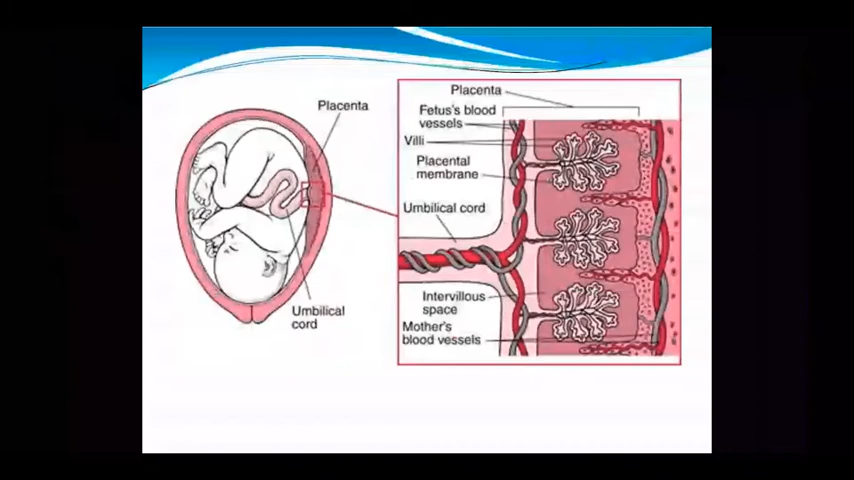 Placenta
Umbilical
cord
Placenta
Fetus's blood
vessels
Villi
Placental
membrane
Umbilical cord
Intervillous
space
Mother's
blood vessels